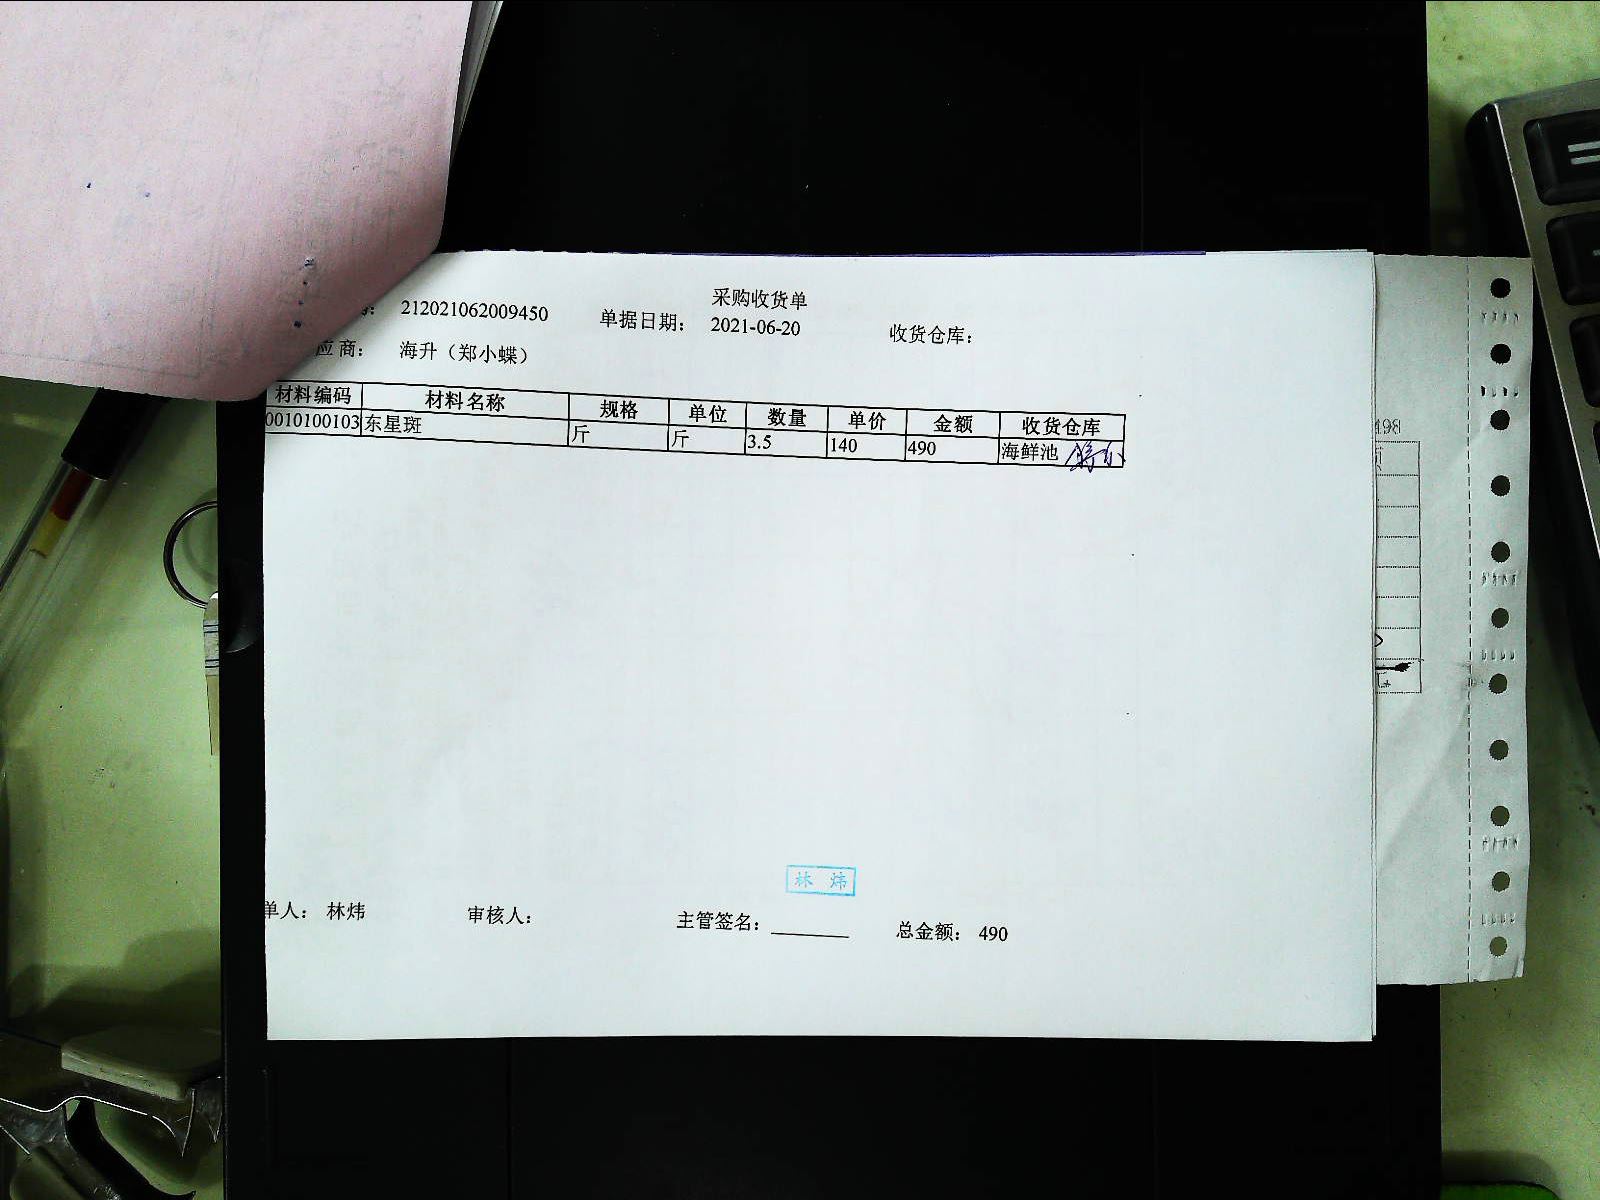 采购收货单
212021062009450 单据日期： 2021-06-20 收货仓库：
应商： 海升（郑小蝶）
材料编码 材料名称 规格 单位 数量 单价 金额 收货仓库
0010100103 东星斑 斤 斤 3.5 140 490 海鲜池
林 炜
单人： 林炜 审核人： 主管签名： 总金额： 490